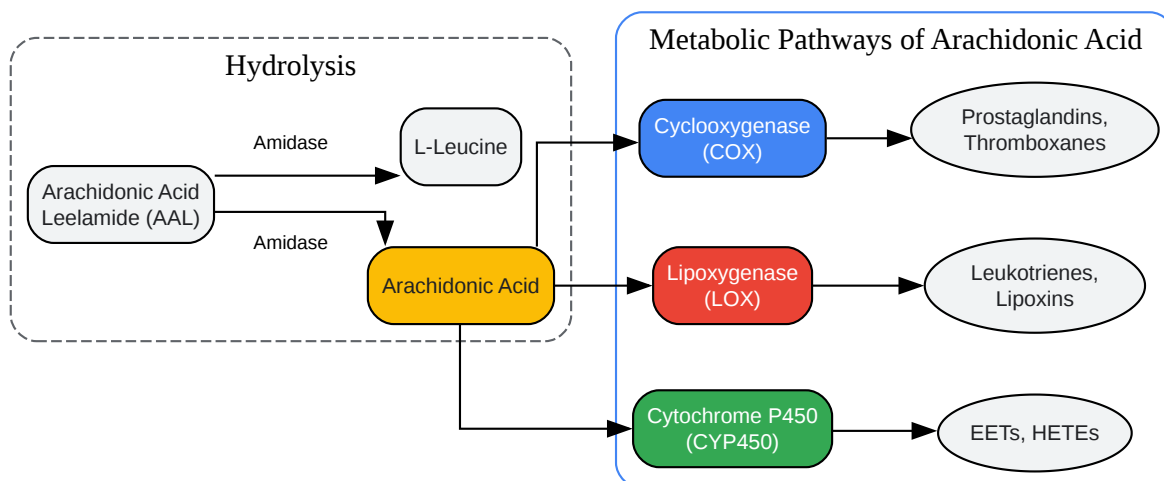 Metabolic Pathways of Arachidonic Acid
Hydrolysis
Amidase
L-Leucine
Arachidonic Acid
Leelamide (AAL)
Amidase
Arachidonic Acid
Cyclooxygenase
(COX)
Prostaglandins,
Thromboxanes
Lipoxygenase
(LOX)
Leukotrienes,
Lipoxins
Cytochrome P450
(CYP450)
EETs, HETEs